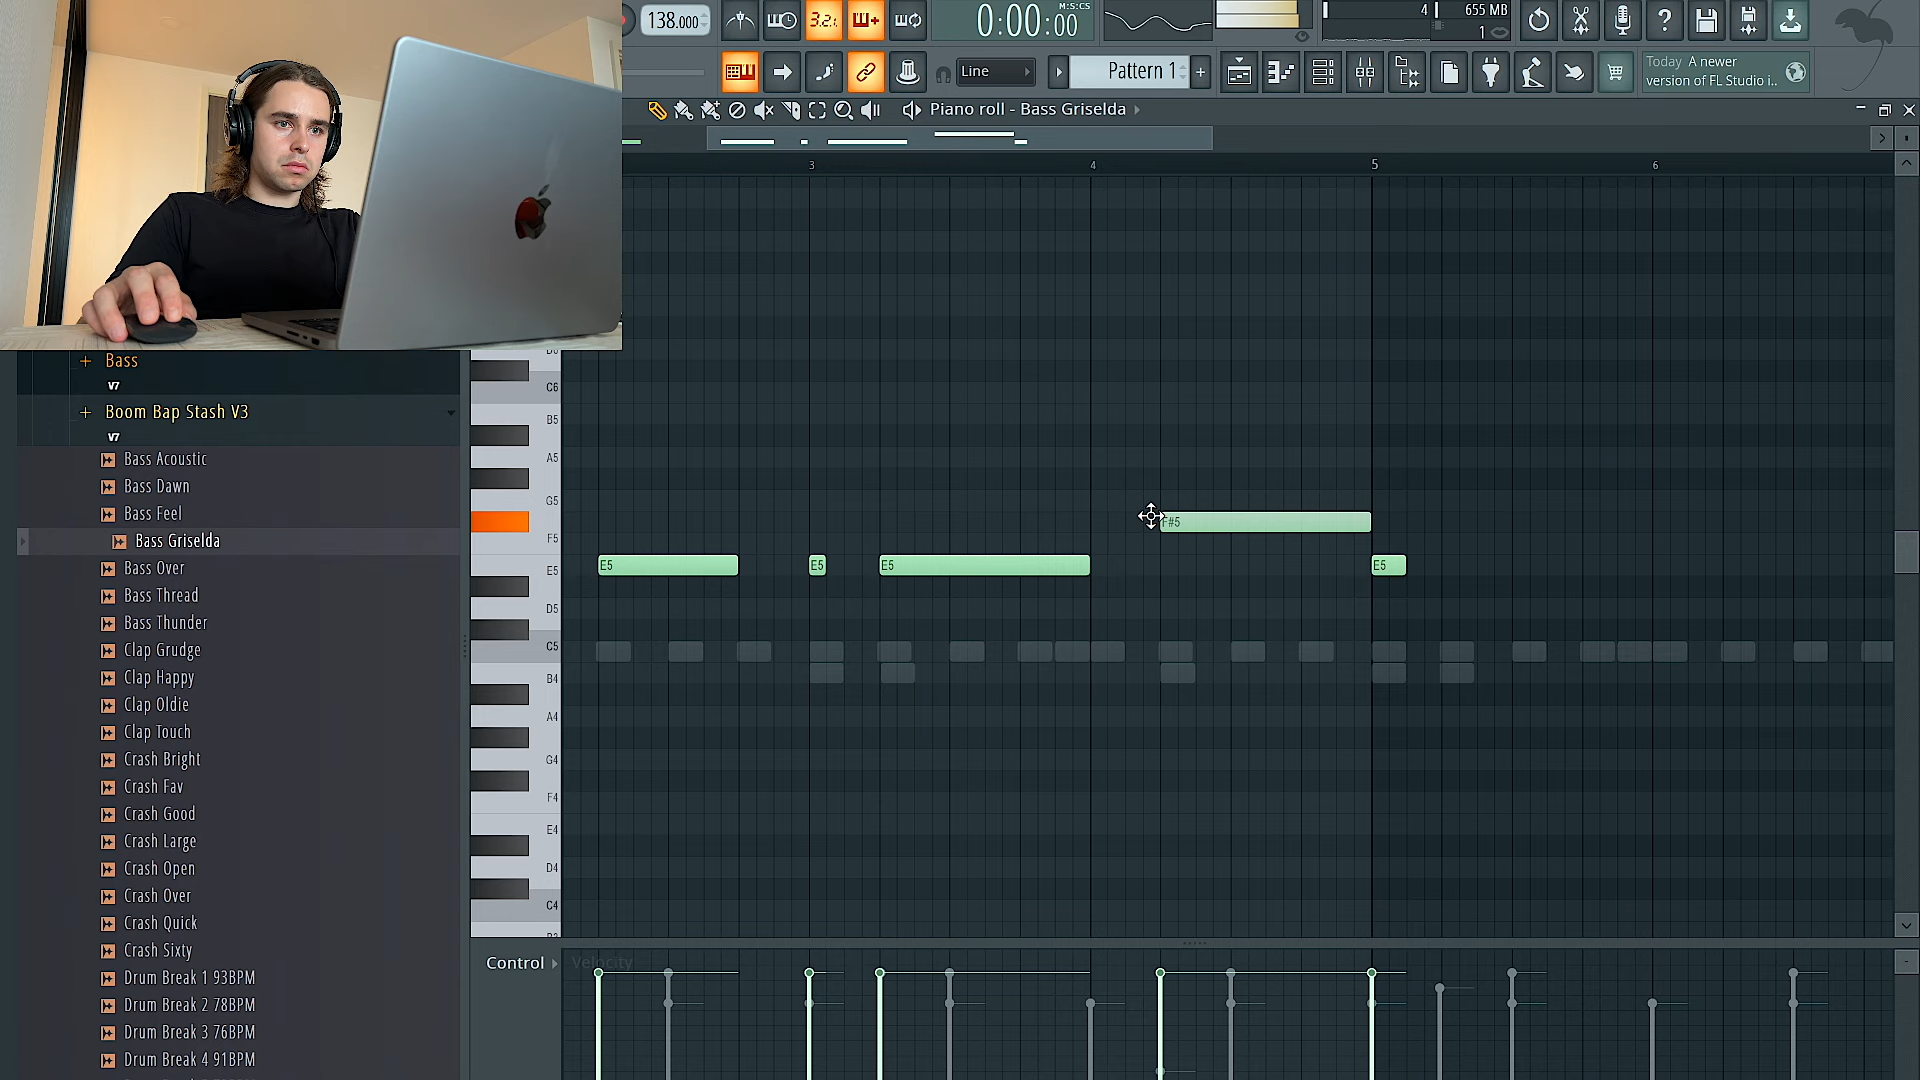 138.000
3.2.
0:00:00
M:S:CS
4
655 MB
1
Line
Pattern 1
+
Today A newer
version of FL Studio i..
Piano roll - Bass Griselda
3
4
5
6
+ Bass
V7
+ Boom Bap Stash V3
V7
Bass Acoustic
Bass Dawn
Bass Feel
Bass Griselda
Bass Over
Bass Thread
Bass Thunder
Clap Grudge
Clap Happy
Clap Oldie
Clap Touch
Crash Bright
Crash Fav
Crash Good
Crash Large
Crash Open
Crash Over
Crash Quick
Crash Sixty
Drum Break 1 93BPM
Drum Break 2 78BPM
Drum Break 3 76BPM
Drum Break 4 91BPM
C6
B5
A5
G5
F5
E5
D5
C5
B4
A4
G4
F4
E4
D4
C4
F#5
E5
E5
E5
E5
Control
Velocity